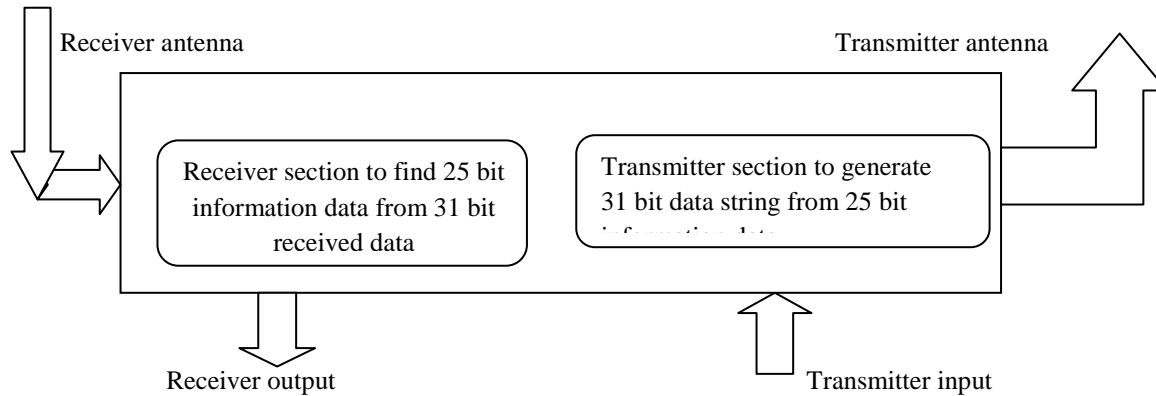 Receiver antenna
Transmitter antenna
Receiver section to find 25 bit
information data from 31 bit
received data
Transmitter section to generate
31 bit data string from 25 bit
Receiver output
Transmitter input